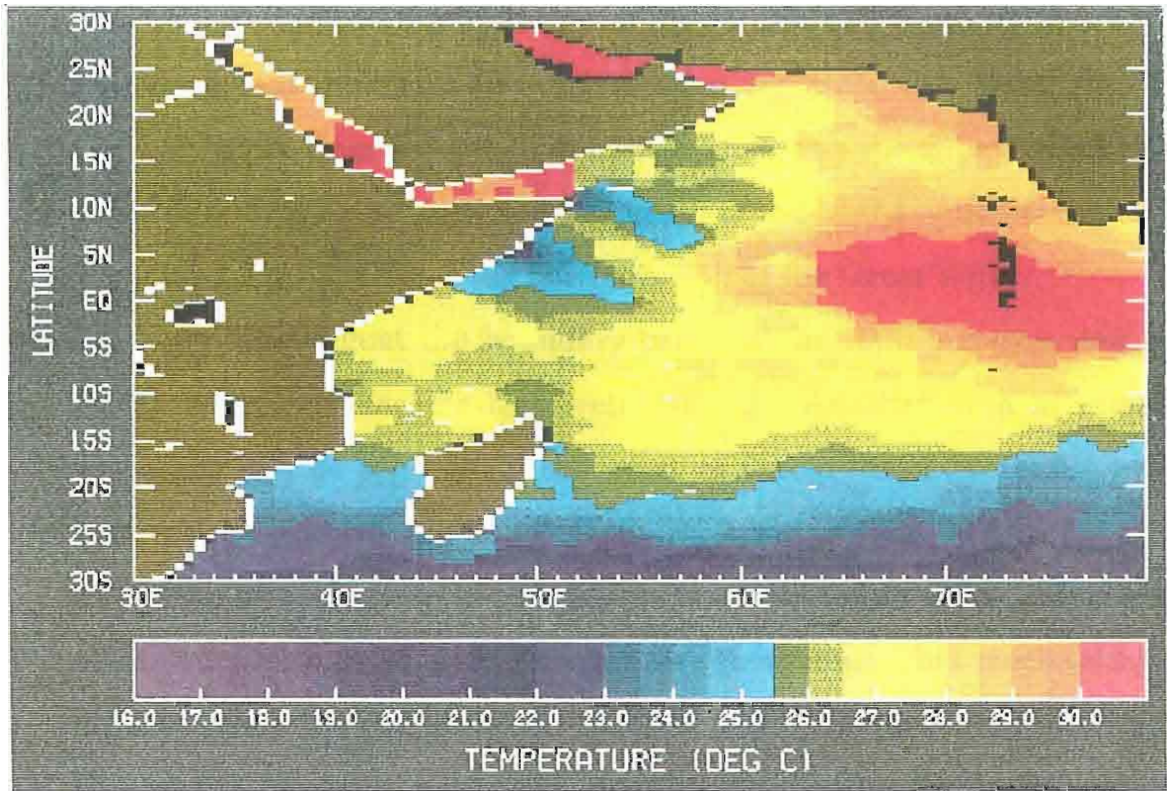 30N
25N
20N
15N
10N
5N
EQ
5S
10S
15S
20S
25S
30S
LATITUDE
30E 40E 50E 60E 70E
16.0 17.0 18.0 19.0 20.0 21.0 22.0 23.0 24.0 25.0 26.0 27.0 28.0 29.0 30.0
TEMPERATURE (DEG C)